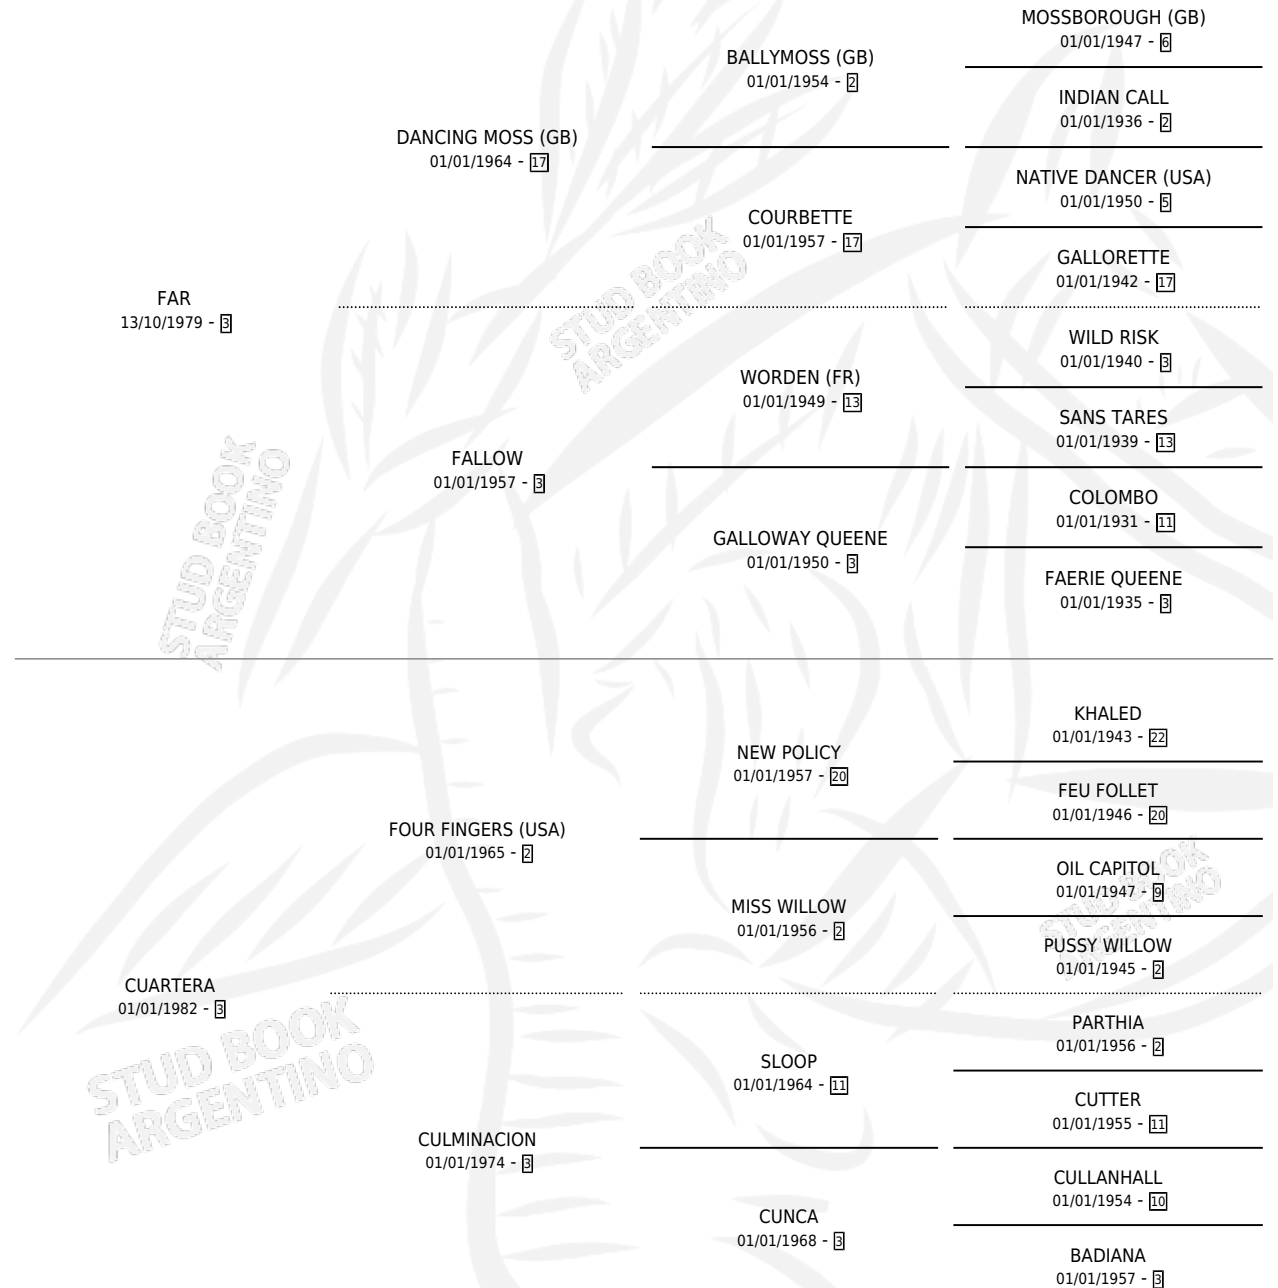 MOSSBOROUGH (GB)
01/01/1947 - 6
BALLYMOSS (GB)
01/01/1954 - 2
INDIAN CALL
01/01/1936 - 2
DANCING MOSS (GB)
01/01/1964 - 17
NATIVE DANCER (USA)
01/01/1950 - 5
COURBETTE
01/01/1957 - 17
GALLORETTE
01/01/1942 - 17
FAR
13/10/1979 - 3
WILD RISK
01/01/1940 - 3
WORDEN (FR)
01/01/1949 - 13
SANS TARES
01/01/1939 - 13
FALLOW
01/01/1957 - 3
COLOMBO
01/01/1931 - 11
GALLOWAY QUEENE
01/01/1950 - 3
FAERIE QUEENE
01/01/1935 - 3
STUD BOOK
ARGENTINO
STUD BOOK
ARGENTINO
KHALED
01/01/1943 - 22
NEW POLICY
01/01/1957 - 20
FEU FOLLET
01/01/1946 - 20
FOUR FINGERS (USA)
01/01/1965 - 2
OIL CAPITOL
01/01/1947 - 9
MISS WILLOW
01/01/1956 - 2
PUSSY WILLOW
01/01/1945 - 2
STUD BOOK
ARGENTINO
CUARTERA
01/01/1982 - 3
PARTHIA
01/01/1956 - 2
SLOOP
01/01/1964 - 11
CUTTER
01/01/1955 - 11
CULMINACION
01/01/1974 - 3
CULLANHALL
01/01/1954 - 10
CUNCA
01/01/1968 - 3
BADIANA
01/01/1957 - 3
STUD BOOK
ARGENTINO